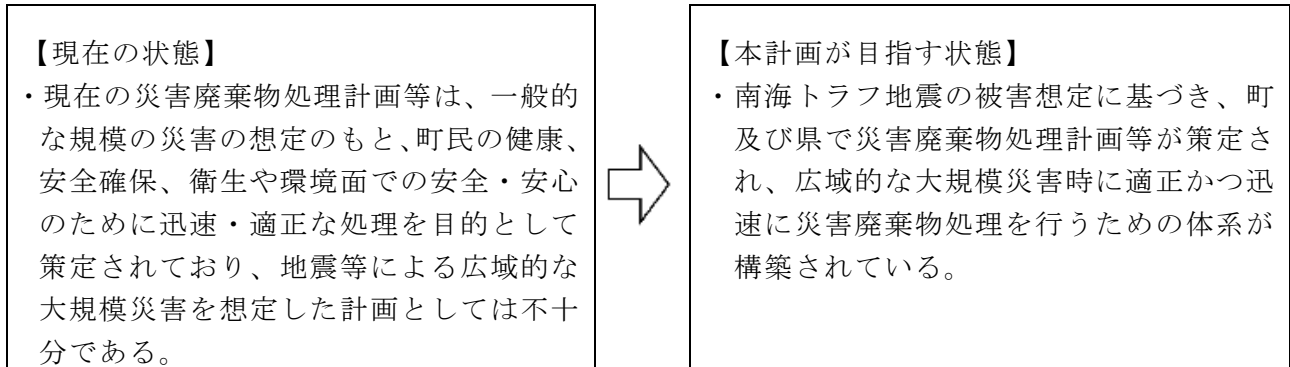 【現在の状態】
・現在の災害廃棄物処理計画等は、一般的
な規模の災害の想定のもと、町民の健康、
安全確保、衛生や環境面での安全・安心
のために迅速・適正な処理を目的として
策定されており、地震等による広域的な
大規模災害を想定した計画としては不十
分である。
【本計画が目指す状態】
・南海トラフ地震の被害想定に基づき、町
及び県で災害廃棄物処理計画等が策定さ
れ、広域的な大規模災害時に適正かつ迅
速に災害廃棄物処理を行うための体系が
構築されている。